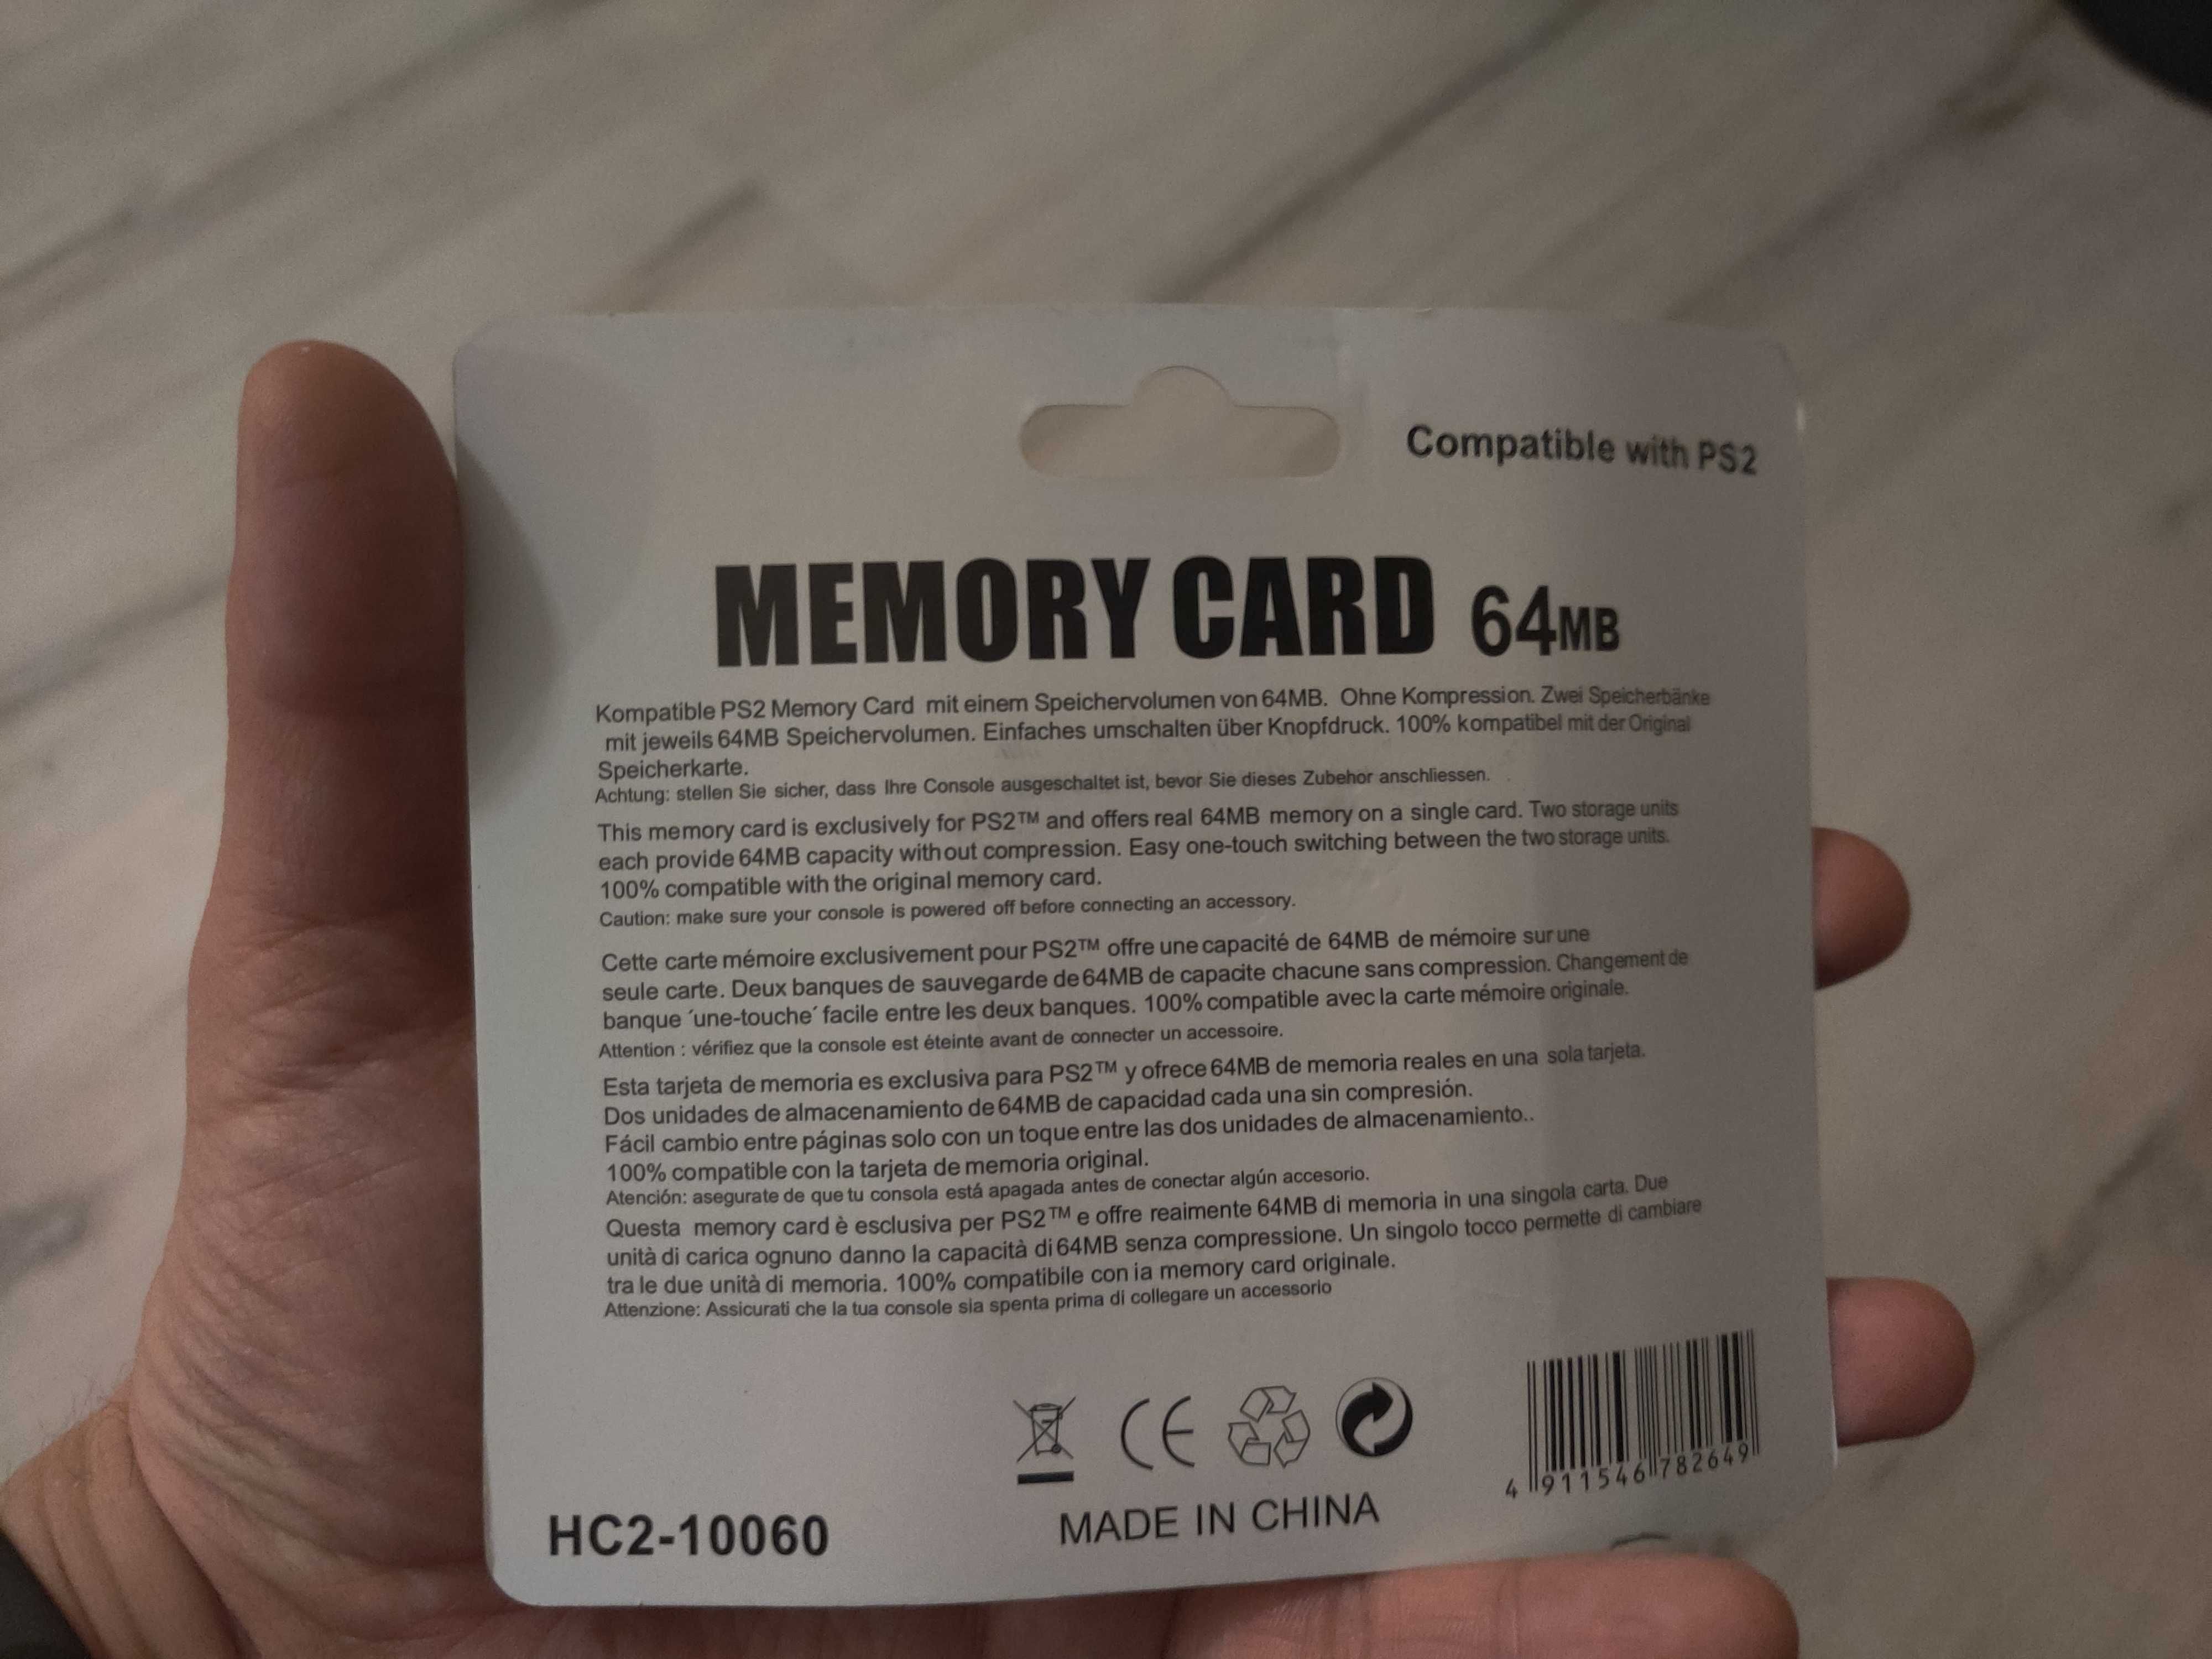 Compatible with PS2
MEMORY CARD 64MB
Kompatible PS2 Memory Card mit einem Speichervolumen von 64MB. Ohne Kompression. Zwei Speicherbänke
mit jeweils 64MB Speichervolumen. Einfaches umschalten über Knopfdruck. 100% kompatibel mit der Original
Speicherkarte.
Achtung: stellen Sie sicher, dass Ihre Console ausgeschaltet ist, bevor Sie dieses Zubehor anschliessen.
This memory card is exclusively for PS2™ and offers real 64MB memory on a single card. Two storage units
each provide 64MB capacity without compression. Easy one-touch switching between the two storage units.
100% compatible with the original memory card.
Caution: make sure your console is powered off before connecting an accessory.
Cette carte mémoire exclusivement pour PS2™ offre une capacité de 64MB de mémoire sur une
seule carte. Deux banques de sauvegarde de 64MB de capacite chacune sans compression. Changement de
banque ´une-touche´ facile entre les deux banques. 100% compatible avec la carte mémoire originale.
Attention : vérifiez que la console est éteinte avant de connecter un accessoire.
Esta tarjeta de memoria es exclusiva para PS2™ y ofrece 64MB de memoria reales en una sola tarjeta.
Dos unidades de almacenamiento de 64MB de capacidad cada una sin compresión.
Fácil cambio entre páginas solo con un toque entre las dos unidades de almacenamiento..
100% compatible con la tarjeta de memoria original.
Atención: asegurate de que tu consola está apagada antes de conectar algún accesorio.
Questa memory card è esclusiva per PS2™ e offre reaimente 64MB di memoria in una singola carta. Due
unità di carica ognuno danno la capacità di 64MB senza compressione. Un singolo tocco permette di cambiare
tra le due unità di memoria. 100% compatibile con ia memory card originale.
Attenzione: Assicurati che la tua console sia spenta prima di collegare un accessorio
CE
4 911546 782649
HC2-10060
MADE IN CHINA